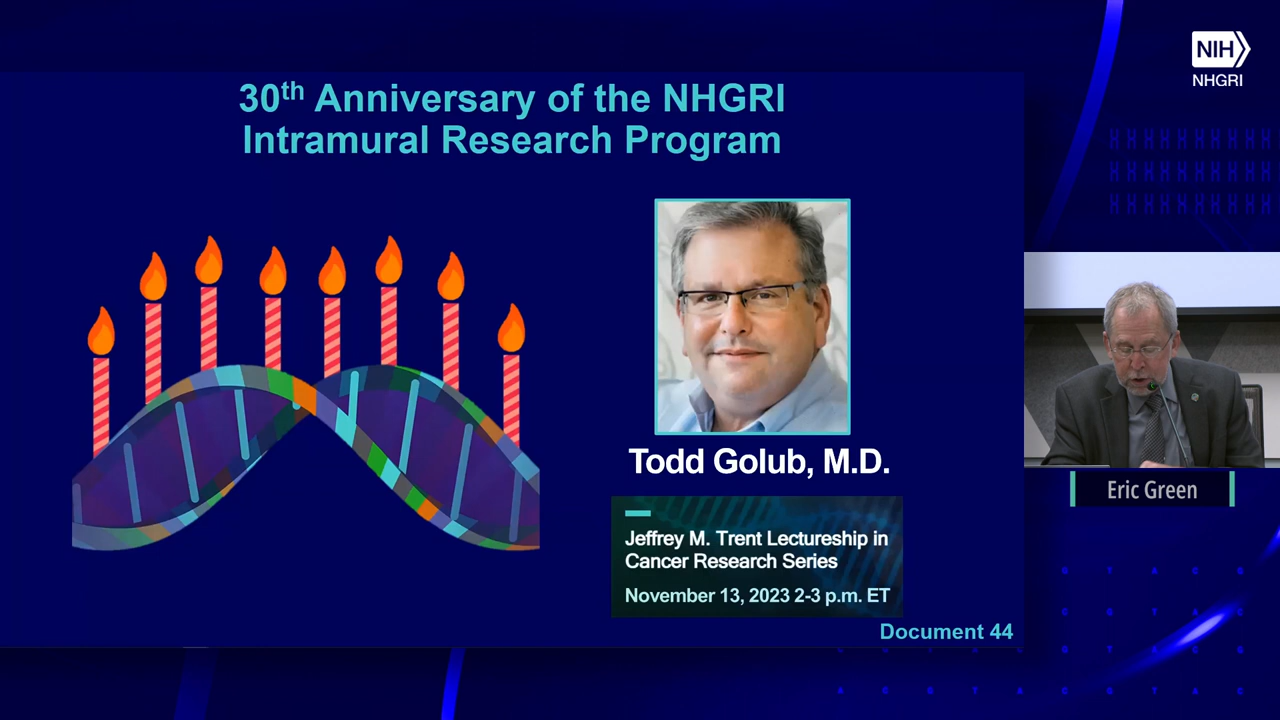 30th Anniversary of the NHGRI
Intramural Research Program
NIH
NHGRI
Todd Golub, M.D.
Jeffrey M. Trent Lectureship in
Cancer Research Series
November 13, 2023 2-3 p.m. ET
Document 44
Eric Green